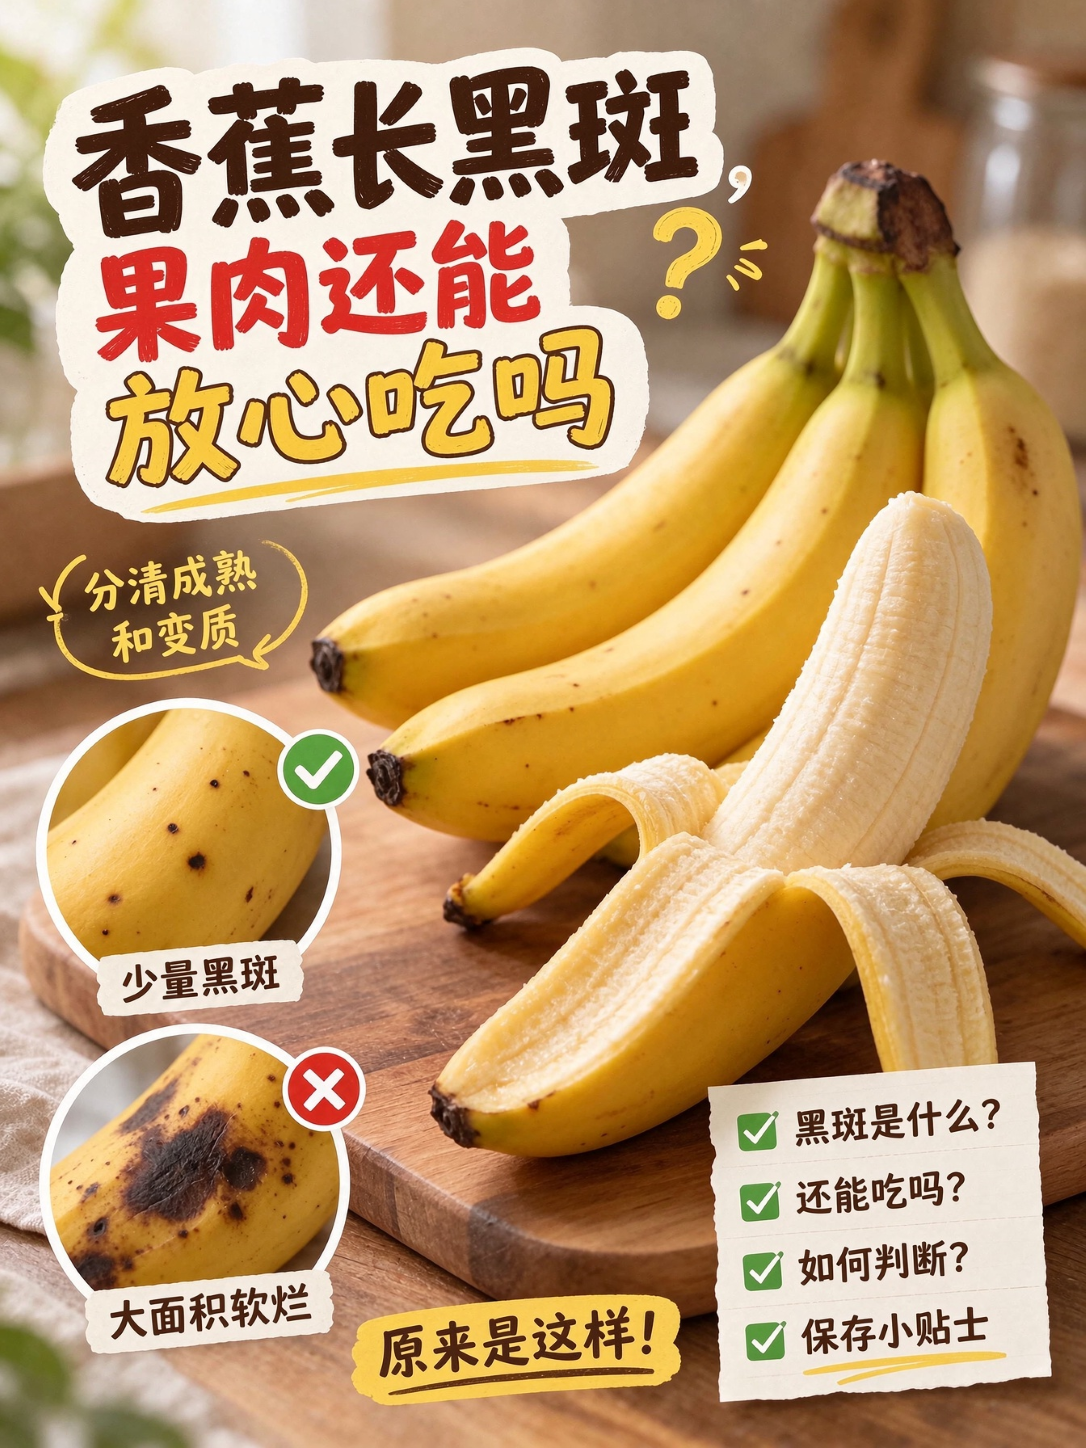 香蕉长黑斑，
果肉还能
放心吃吗？
分清成熟
和变质
少量黑斑
大面积软烂
原来是这样！
黑斑是什么？
还能吃吗？
如何判断？
保存小贴士